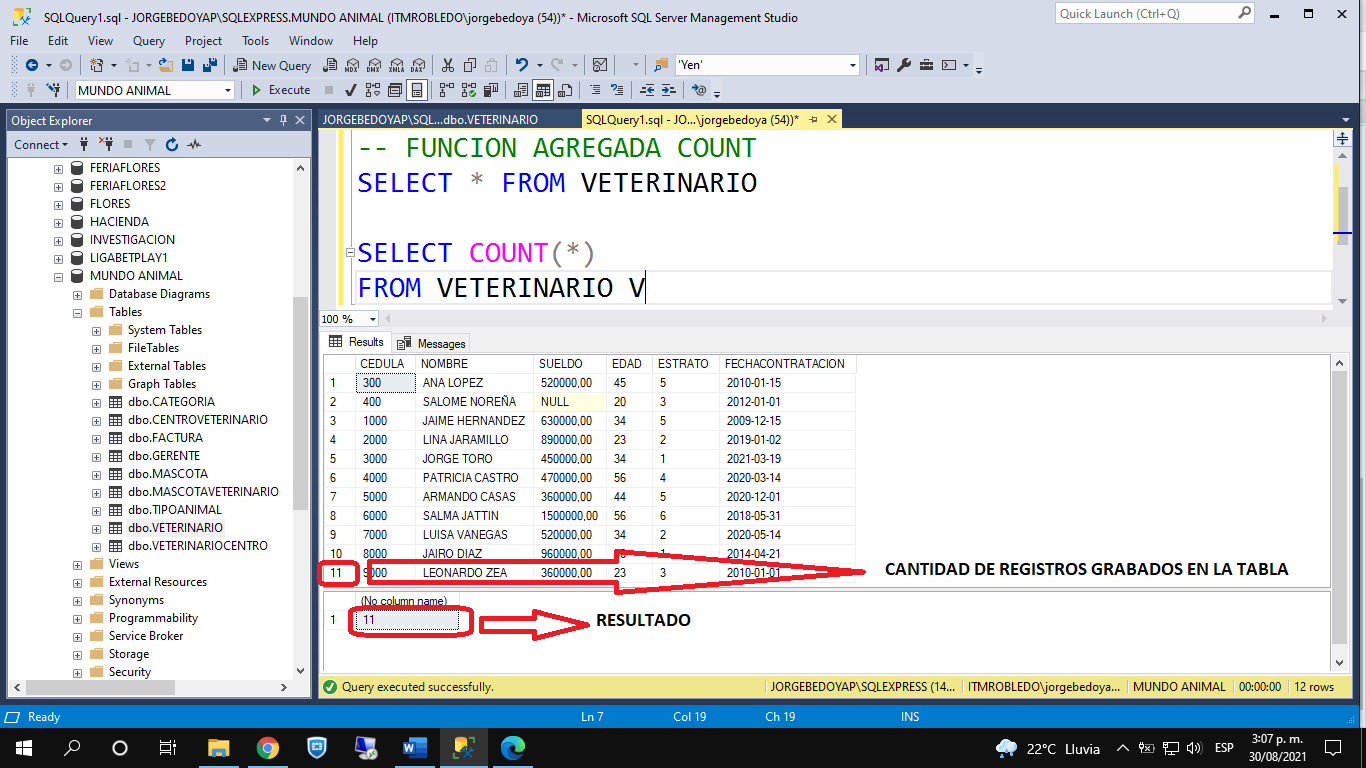 SQLQuery1.sql - JORGEBEDOYAP\SQLEXPRESS.MUNDO ANIMAL (ITMROBLEDO\jorgebedoya (54))* - Microsoft SQL Server Management Studio
Quick Launch (Ctrl+Q)
File Edit View Query Project Tools Window Help
New Query MDX DMX XMLA DAX 'Yen'
MUNDO ANIMAL Execute
Object Explorer
Connect
FERIAFLORES
FERIAFLORES2
FLORES
HACIENDA
INVESTIGACION
LIGABETPLAY1
MUNDO ANIMAL
Database Diagrams
Tables
System Tables
FileTables
External Tables
Graph Tables
dbo.CATEGORIA
dbo.CENTROVETERINARIO
dbo.FACTURA
dbo.GERENTE
dbo.MASCOTA
dbo.MASCOTAVETERINARIO
dbo.TIPOANIMAL
dbo.VETERINARIO
dbo.VETERINARIOCENTRO
Views
External Resources
Synonyms
Programmability
Service Broker
Storage
Security
JORGEBEDOYAP\SQL...dbo.VETERINARIO
SQLQuery1.sql - JO...\jorgebedoya (54))*
-- FUNCION AGREGADA COUNT
SELECT * FROM VETERINARIO
SELECT COUNT(*)
FROM VETERINARIO V
100 %
Results Messages
CEDULA NOMBRE SUELDO EDAD ESTRATO FECHACONTRATACION
1 300 ANA LOPEZ 520000,00 45 5 2010-01-15
2 400 SALOME NOREÑA NULL 20 3 2012-01-01
3 1000 JAIME HERNANDEZ 630000,00 34 5 2009-12-15
4 2000 LINA JARAMILLO 890000,00 23 2 2019-01-02
5 3000 JORGE TORO 450000,00 34 1 2021-03-19
6 4000 PATRICIA CASTRO 470000,00 56 4 2020-03-14
7 5000 ARMANDO CASAS 360000,00 44 5 2020-12-01
8 6000 SALMA JATTIN 1500000,00 56 6 2018-05-31
9 7000 LUISA VANEGAS 520000,00 34 2 2020-05-14
10 8000 JAIRO DIAZ 960000,00 2014-04-21
11 9000 LEONARDO ZEA 360000,00 23 3 2010-01-01
CANTIDAD DE REGISTROS GRABADOS EN LA TABLA
(No column name)
1 11
RESULTADO
Query executed successfully.
JORGEBEDOYAP\SQLEXPRESS (14... ITMROBLEDO\jorgebedoya... MUNDO ANIMAL 00:00:00 12 rows
Ready Ln 7 Col 19 Ch 19 INS
22°C Lluvia ESP 3:07 p. m.
30/08/2021